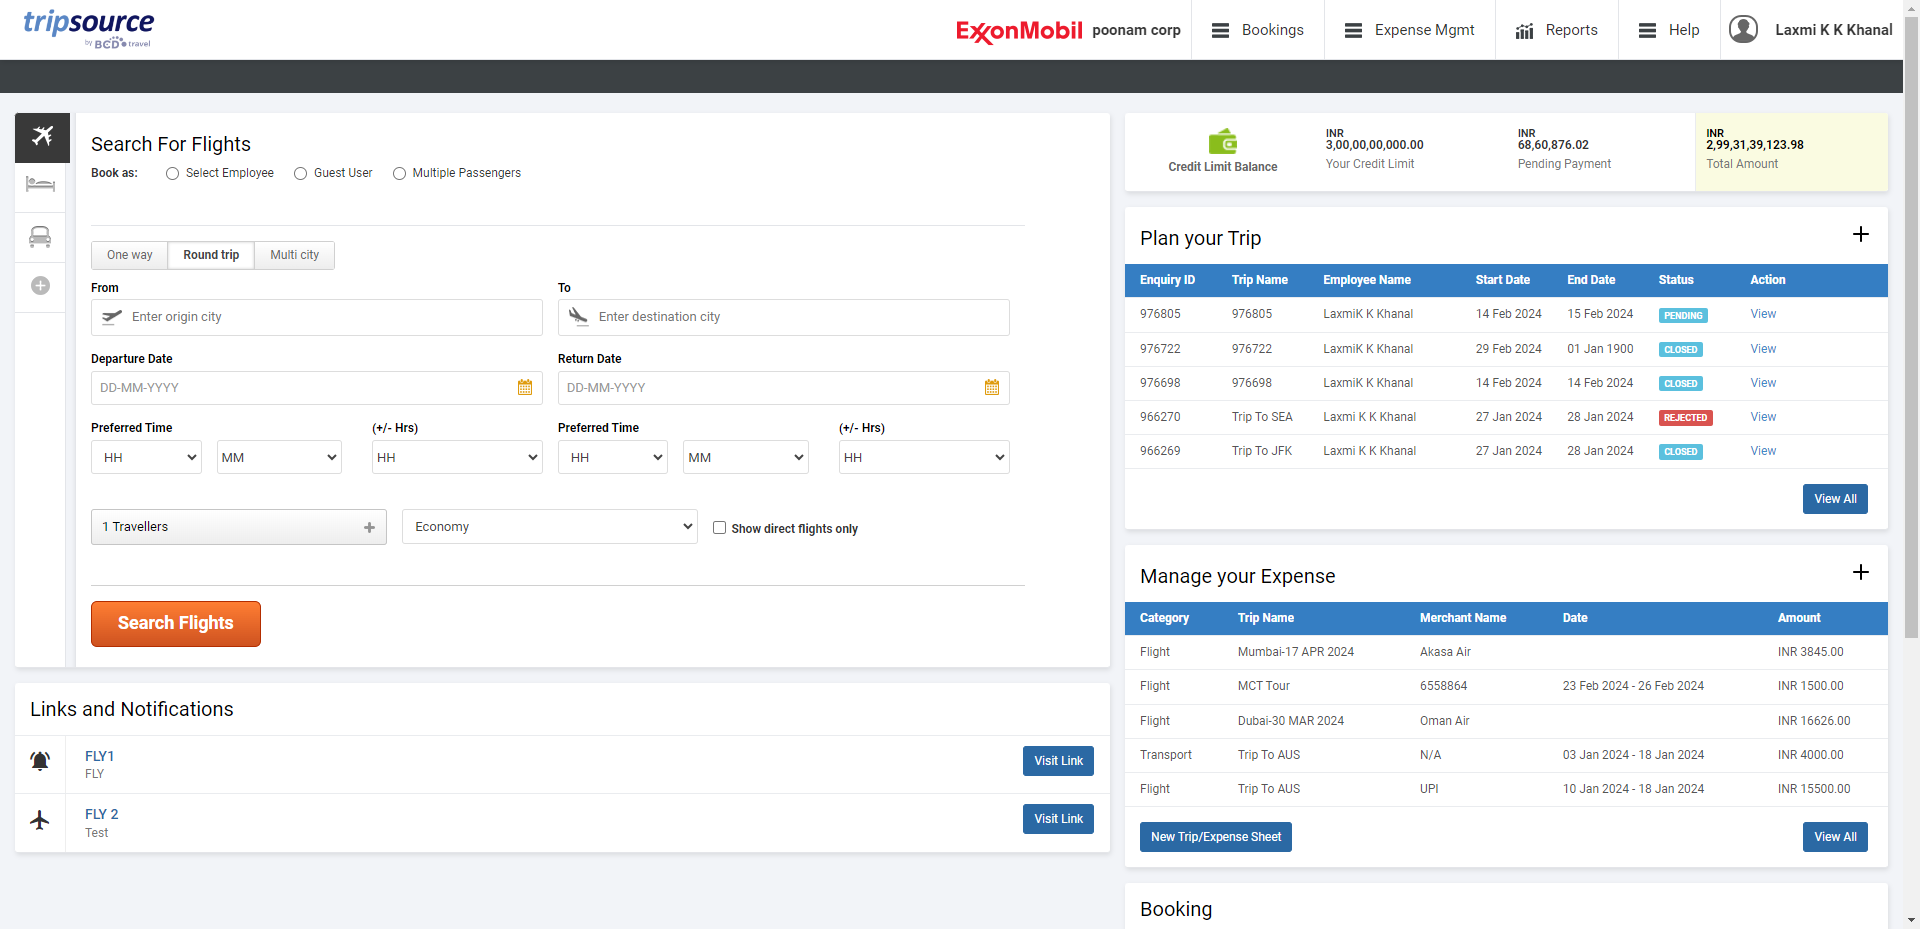 tripsource
by BCD travel
ExxonMobil poonam corp
Bookings
Expense Mgmt
Reports
Help
Laxmi K K Khanal
Search For Flights
Book as: Select Employee Guest User Multiple Passengers
One way Round trip Multi city
From To
Enter origin city Enter destination city
Departure Date Return Date
DD-MM-YYYY DD-MM-YYYY
Preferred Time (+/- Hrs) Preferred Time (+/- Hrs)
HH MM HH HH MM HH
1 Travellers Economy Show direct flights only
Search Flights
Links and Notifications
FLY1
FLY
Visit Link
FLY 2
Test
Visit Link
Credit Limit Balance
INR
3,00,00,00,000.00
Your Credit Limit
INR
68,60,876.02
Pending Payment
INR
2,99,31,39,123.98
Total Amount
Plan your Trip
Enquiry ID Trip Name Employee Name Start Date End Date Status Action
976805 976805 LaxmiK K Khanal 14 Feb 2024 15 Feb 2024 PENDING View
976722 976722 LaxmiK K Khanal 29 Feb 2024 01 Jan 1900 CLOSED View
976698 976698 LaxmiK K Khanal 14 Feb 2024 14 Feb 2024 CLOSED View
966270 Trip To SEA Laxmi K K Khanal 27 Jan 2024 28 Jan 2024 REJECTED View
966269 Trip To JFK Laxmi K K Khanal 27 Jan 2024 28 Jan 2024 CLOSED View
View All
Manage your Expense
Category Trip Name Merchant Name Date Amount
Flight Mumbai-17 APR 2024 Akasa Air INR 3845.00
Flight MCT Tour 6558864 23 Feb 2024 - 26 Feb 2024 INR 1500.00
Flight Dubai-30 MAR 2024 Oman Air INR 16626.00
Transport Trip To AUS N/A 03 Jan 2024 - 18 Jan 2024 INR 4000.00
Flight Trip To AUS UPI 10 Jan 2024 - 18 Jan 2024 INR 15500.00
New Trip/Expense Sheet View All
Booking